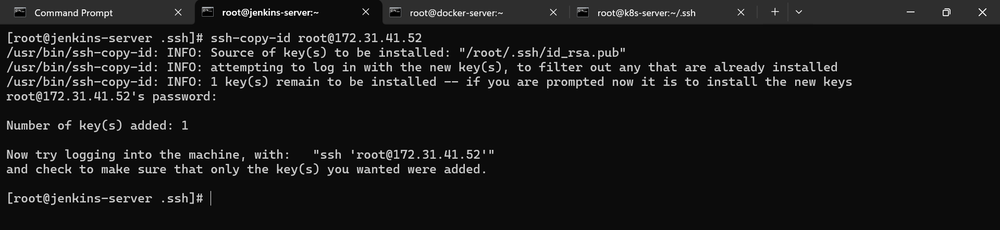 Command Prompt
root@jenkins-server:~
root@docker-server:~
root@k8s-server:~/.ssh
[root@jenkins-server .ssh]# ssh-copy-id root@172.31.41.52
/usr/bin/ssh-copy-id: INFO: Source of key(s) to be installed: "/root/.ssh/id_rsa.pub"
/usr/bin/ssh-copy-id: INFO: attempting to log in with the new key(s), to filter out any that are already installed
/usr/bin/ssh-copy-id: INFO: 1 key(s) remain to be installed -- if you are prompted now it is to install the new keys
root@172.31.41.52's password:
Number of key(s) added: 1
Now try logging into the machine, with:   "ssh 'root@172.31.41.52'"
and check to make sure that only the key(s) you wanted were added.
[root@jenkins-server .ssh]#